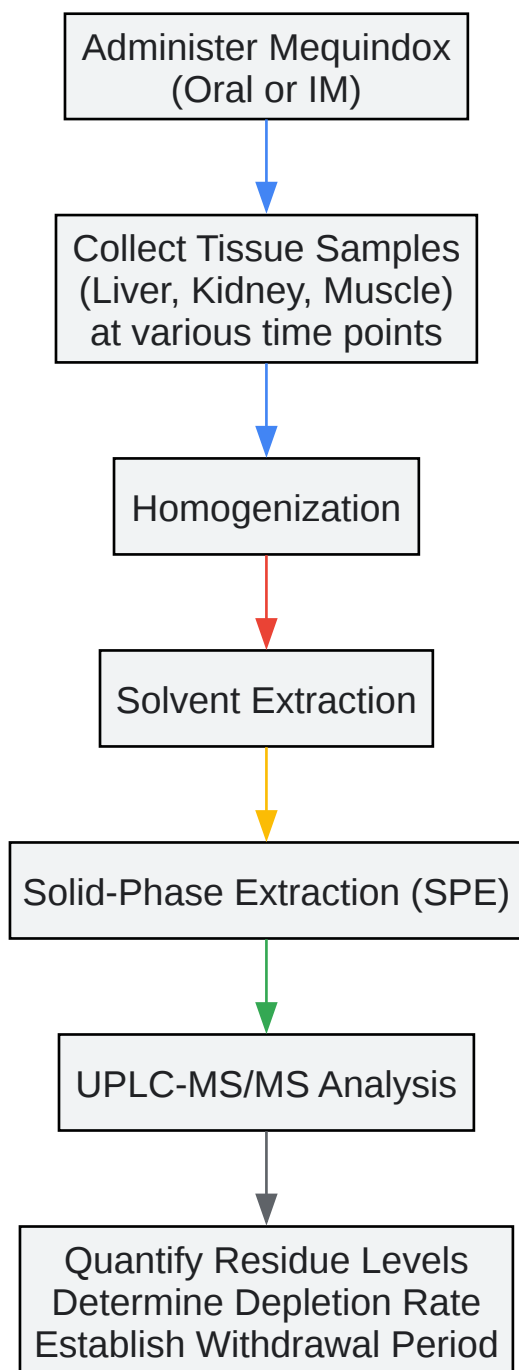 Administer Mequindox
(Oral or IM)
Collect Tissue Samples
(Liver, Kidney, Muscle)
at various time points
Homogenization
Solvent Extraction
Solid-Phase Extraction (SPE)
UPLC-MS/MS Analysis
Quantify Residue Levels
Determine Depletion Rate
Establish Withdrawal Period